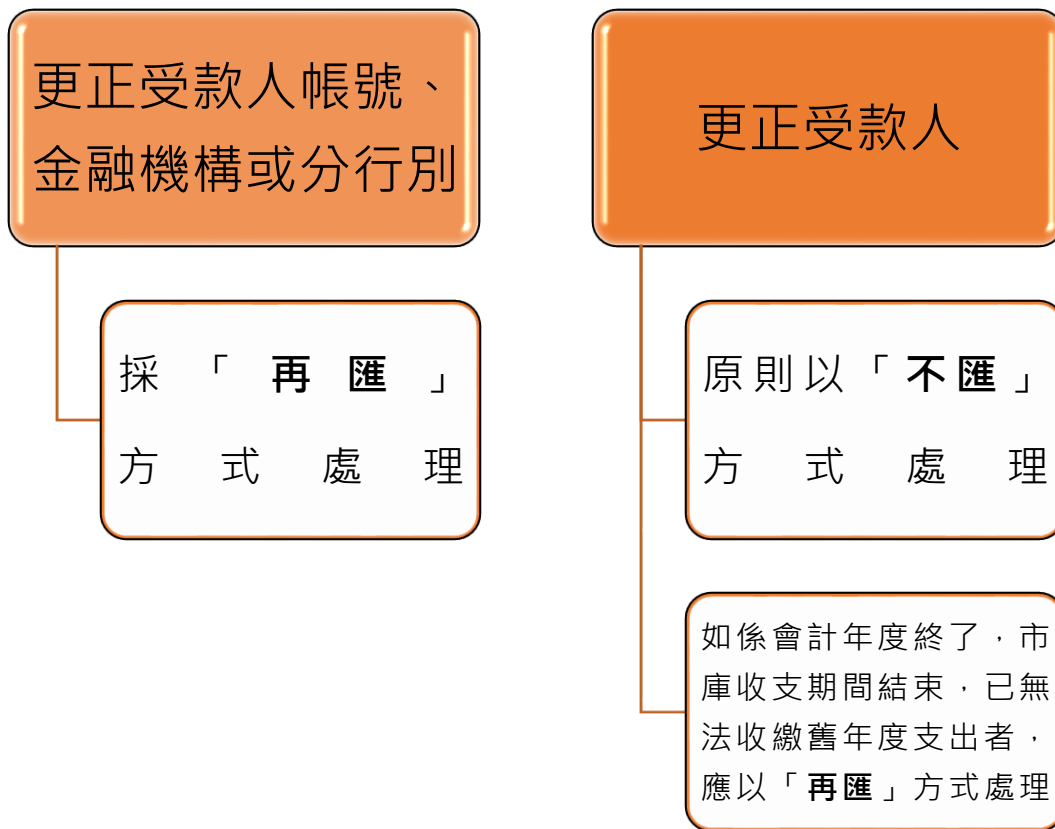 更正受款人帳號、
金融機構或分行別
採「再匯」
方式處理
更正受款人
原則以「不匯」
方式處理
如係會計年度終了，市
庫收支期間結束，已無
法收繳舊年度支出者，
應以「再匯」方式處理